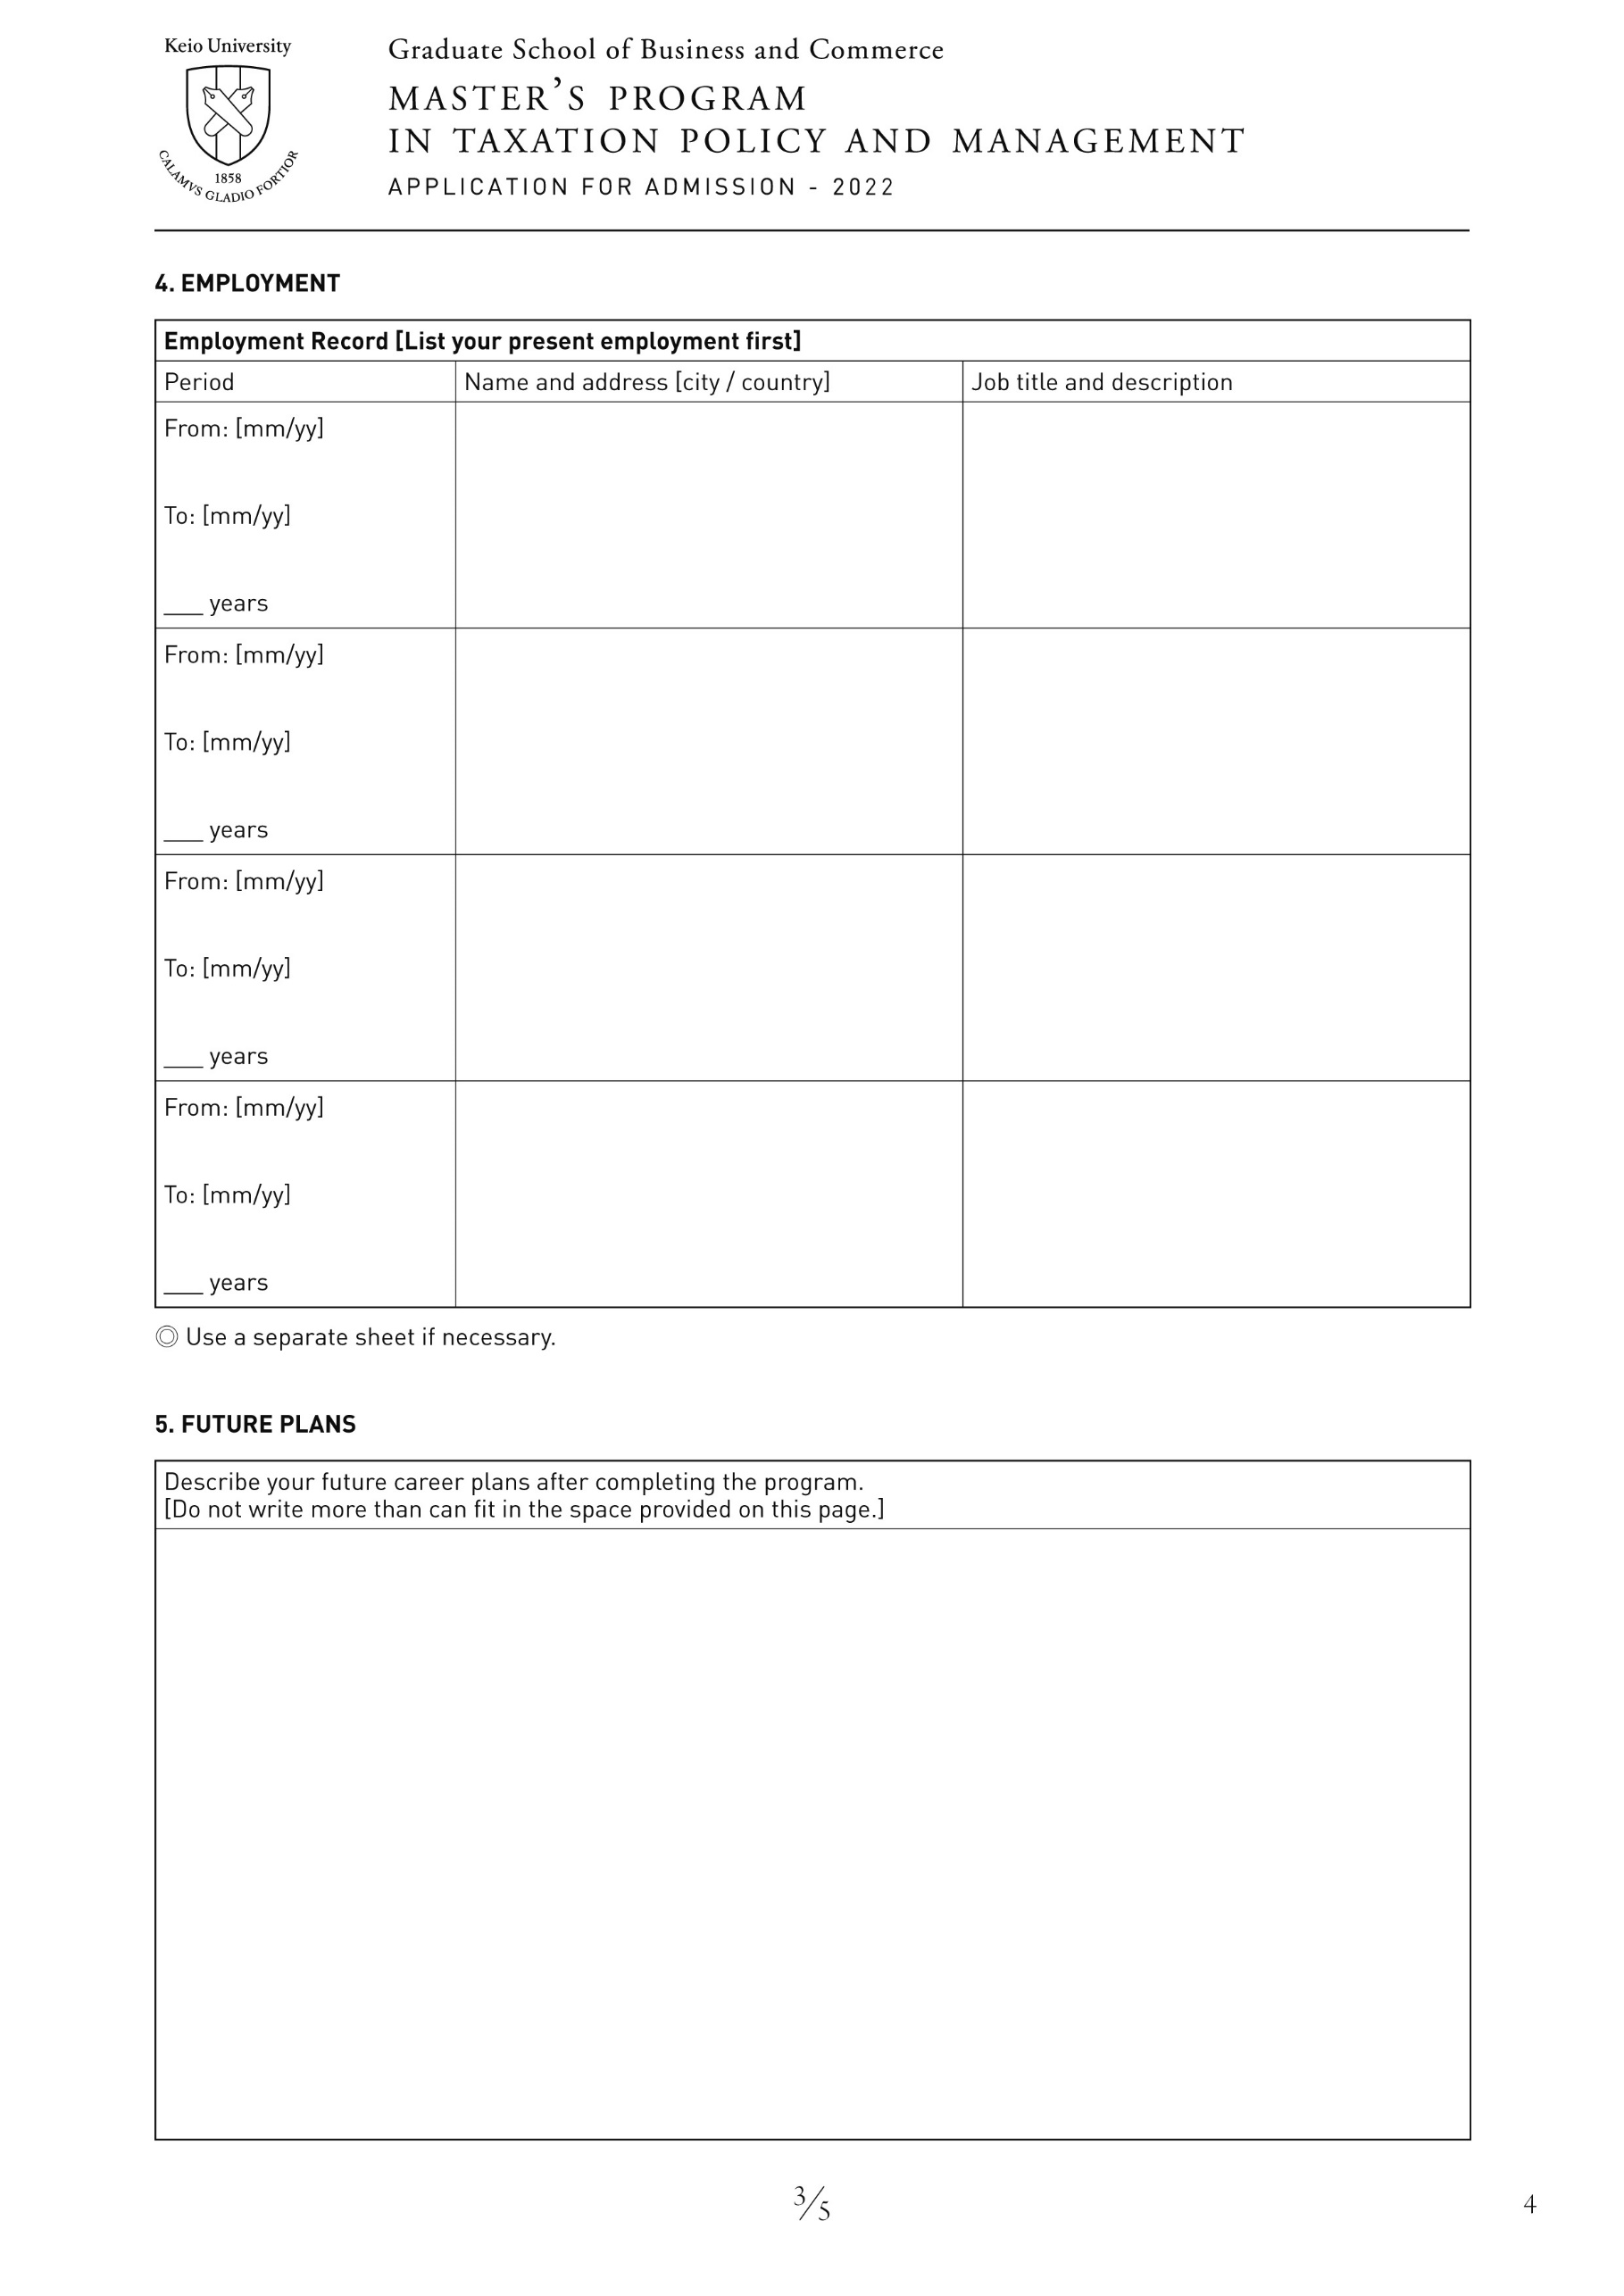 Keio University
1858
CALAMVS GLADIO FORTIOR
Graduate School of Business and Commerce
MASTER’S PROGRAM
IN TAXATION POLICY AND MANAGEMENT
APPLICATION FOR ADMISSION - 2022
4. EMPLOYMENT
Employment Record [List your present employment first]
Period
Name and address [city / country]
Job title and description
From: [mm/yy]
To: [mm/yy]
___ years
From: [mm/yy]
To: [mm/yy]
___ years
From: [mm/yy]
To: [mm/yy]
___ years
From: [mm/yy]
To: [mm/yy]
___ years
◎ Use a separate sheet if necessary.
5. FUTURE PLANS
Describe your future career plans after completing the program.
[Do not write more than can fit in the space provided on this page.]
3/5
4